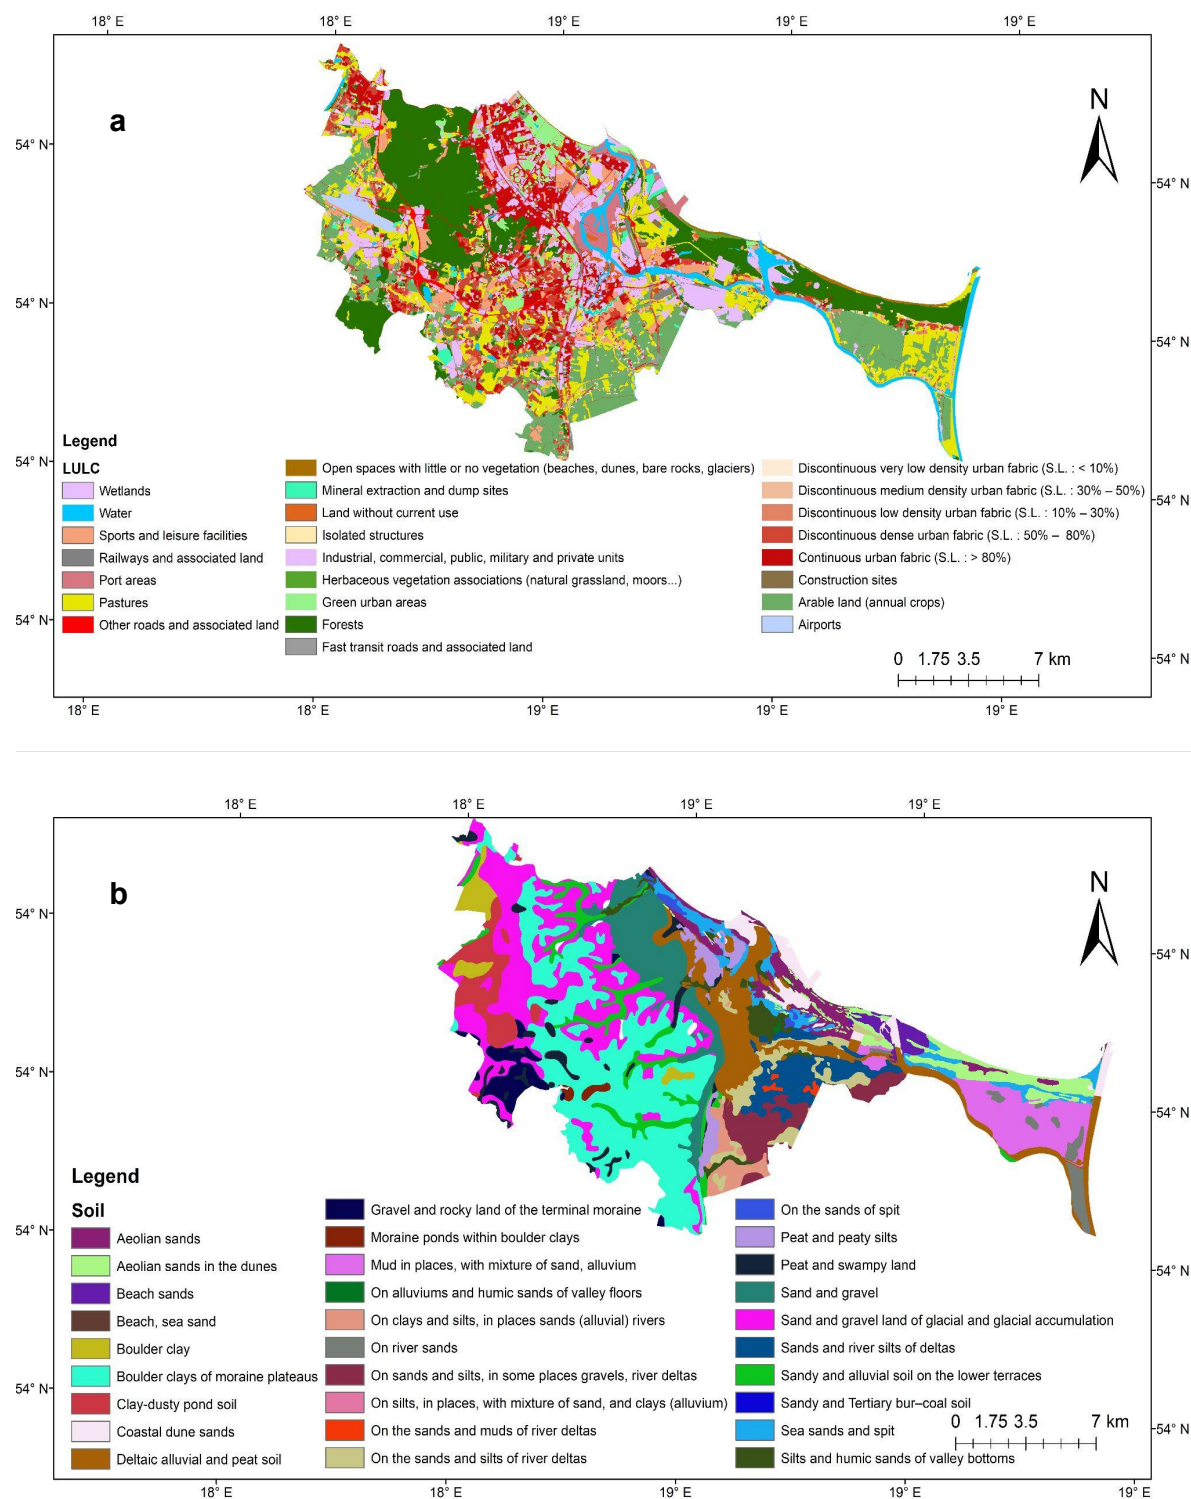 18° E 18° E 19° E 19° E 19° E
a
N
54° N
54° N
54° N
54° N
54° N
54° N
54° N
54° N
Legend
LULC
Wetlands
Water
Sports and leisure facilities
Railways and associated land
Port areas
Pastures
Other roads and associated land
Open spaces with little or no vegetation (beaches, dunes, bare rocks, glaciers)
Mineral extraction and dump sites
Land without current use
Isolated structures
Industrial, commercial, public, military and private units
Herbaceous vegetation associations (natural grassland, moors...)
Green urban areas
Forests
Fast transit roads and associated land
Discontinuous very low density urban fabric (S.L. : < 10%)
Discontinuous medium density urban fabric (S.L. : 30% – 50%)
Discontinuous low density urban fabric (S.L. : 10% – 30%)
Discontinuous dense urban fabric (S.L. : 50% – 80%)
Continuous urban fabric (S.L. : > 80%)
Construction sites
Arable land (annual crops)
Airports
0 1.75 3.5 7 km
18° E 18° E 19° E 19° E 19° E
18° E 18° E 19° E 19° E
b
N
54° N
54° N
54° N
54° N
54° N
54° N
54° N
54° N
Legend
Soil
Aeolian sands
Aeolian sands in the dunes
Beach sands
Beach, sea sand
Boulder clay
Boulder clays of moraine plateaus
Clay-dusty pond soil
Coastal dune sands
Deltaic alluvial and peat soil
Gravel and rocky land of the terminal moraine
Moraine ponds within boulder clays
Mud in places, with mixture of sand, alluvium
On alluviums and humic sands of valley floors
On clays and silts, in places sands (alluvial) rivers
On river sands
On sands and silts, in some places gravels, river deltas
On silts, in places, with mixture of sand, and clays (alluvium)
On the sands and muds of river deltas
On the sands and silts of river deltas
On the sands of spit
Peat and peaty silts
Peat and swampy land
Sand and gravel
Sand and gravel land of glacial and glacial accumulation
Sands and river silts of deltas
Sandy and alluvial soil on the lower terraces
Sandy and Tertiary bur–coal soil
Sea sands and spit
Silts and humic sands of valley bottoms
0 1.75 3.5 7 km
18° E 18° E 19° E 19° E 19° E